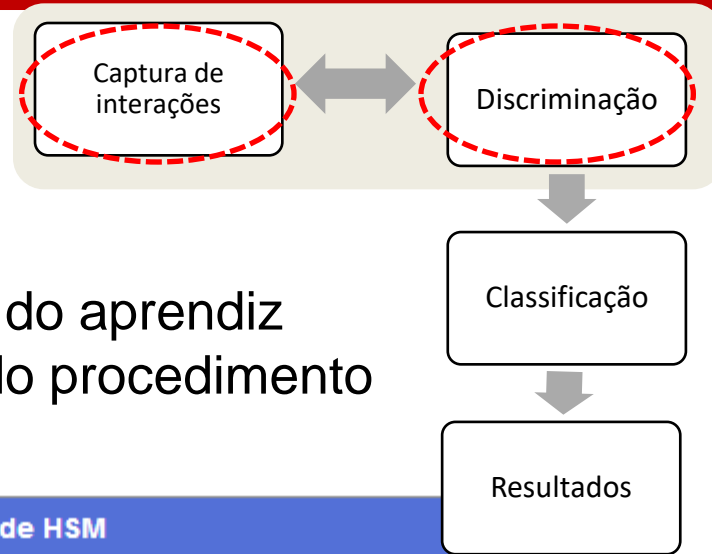 Captura de
interações
Discriminação
Classificação
do aprendiz
do procedimento
Resultados
de HSM